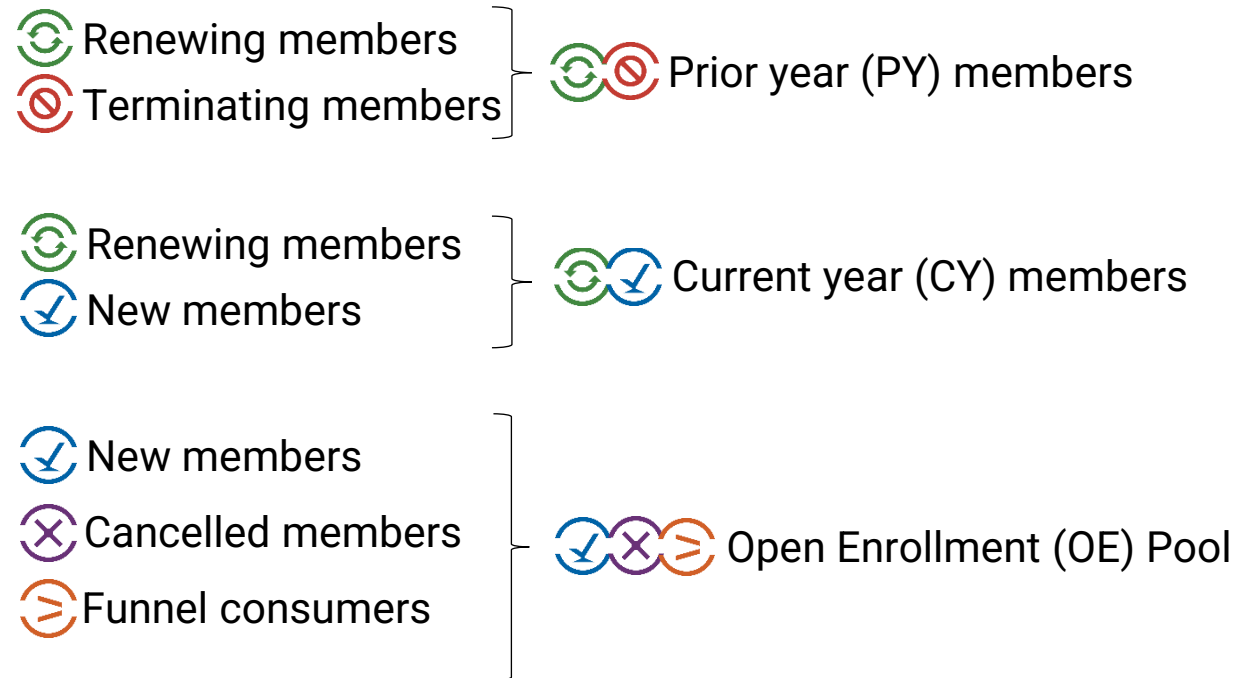 Renewing members
Terminating members
Prior year (PY) members
Renewing members
New members
Current year (CY) members
New members
Cancelled members
Funnel consumers
Open Enrollment (OE) Pool